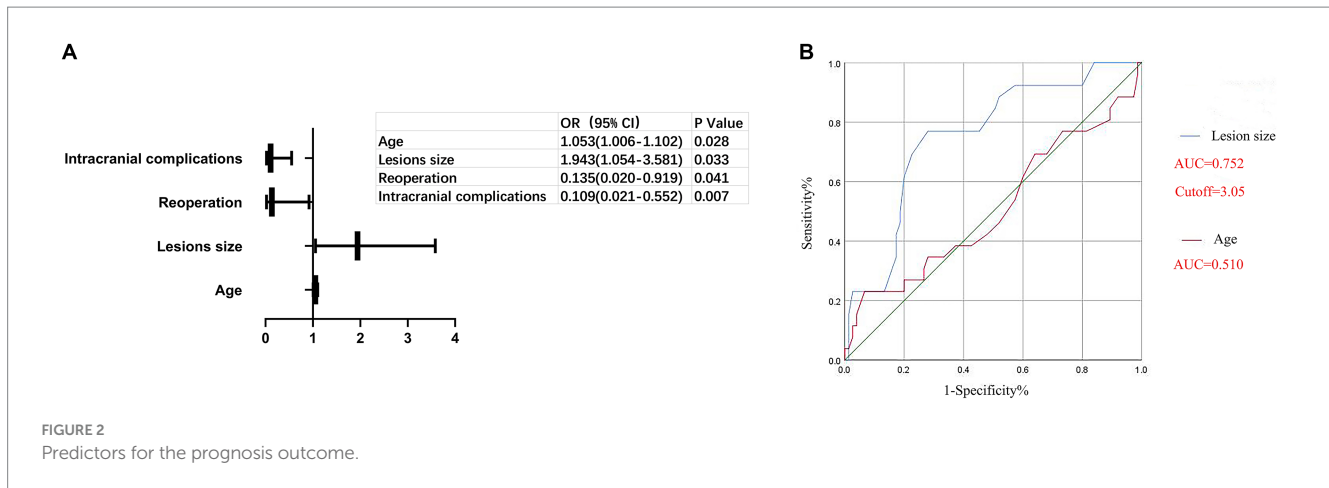 A
Intracranial complications
Reoperation
Lesions size
Age
0 1 2 3 4
OR (95% CI) P Value
Age 1.053(1.006-1.102) 0.028
Lesions size 1.943(1.054-3.581) 0.033
Reoperation 0.135(0.020-0.919) 0.041
Intracranial complications 0.109(0.021-0.552) 0.007
B
Sensitivity%
1.0
0.8
0.6
0.4
0.2
0.0
0.0 0.2 0.4 0.6 0.8 1.0
1-Specificity%
Lesion size
AUC=0.752
Cutoff=3.05
Age
AUC=0.510
FIGURE 2
Predictors for the prognosis outcome.